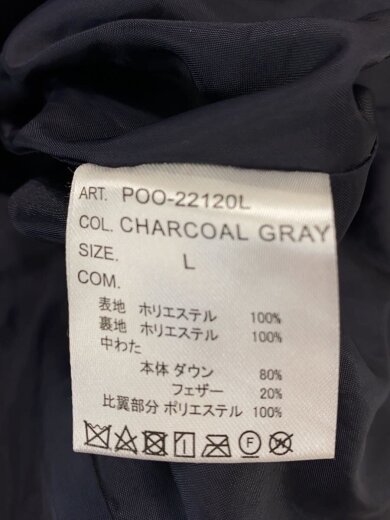 ART. POO-22120L
COL. CHARCOAL GRAY
SIZE. L
COM.
表地 ホリエステル 100%
裏地 ホリエステル 100%
中わた
本体 ダウン 80%
フェザー 20%
比翼部分 ポリエステル 100%
F